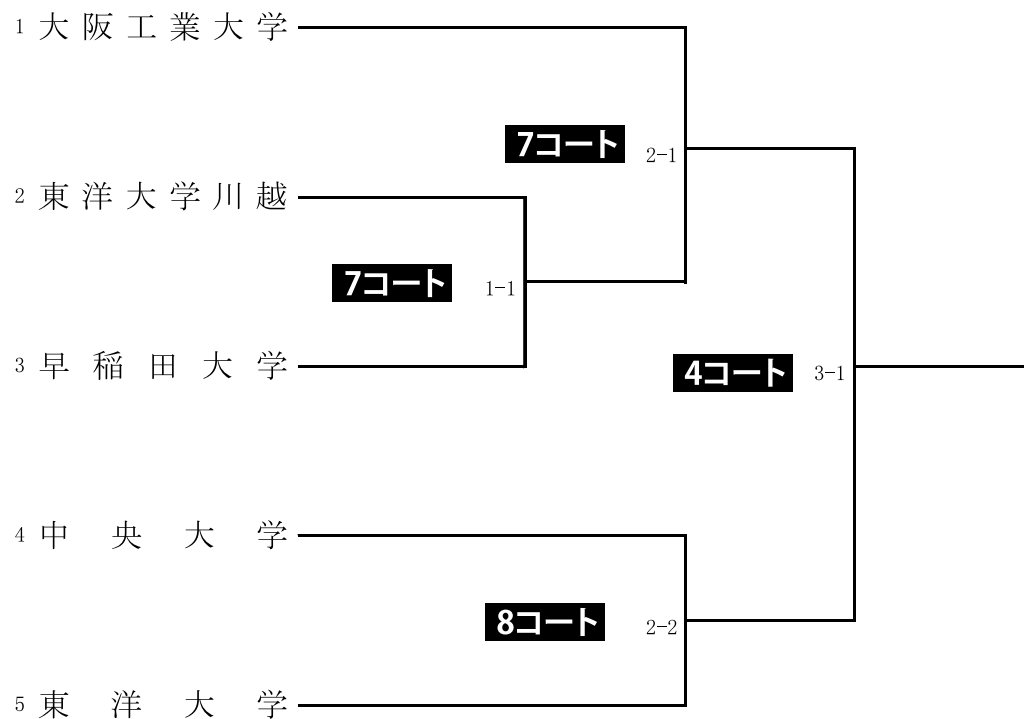 1 大阪工業大学
7コート 2-1
2 東洋大学川越
7コート 1-1
3 早稲田大学
4コート 3-1
4 中央大学
8コート 2-2
5 東洋大学